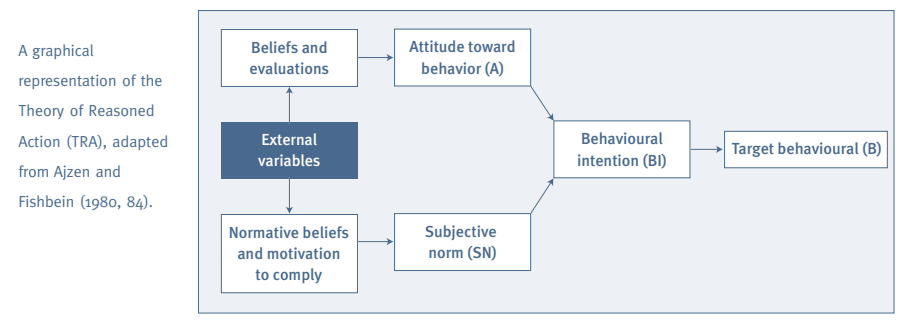 A graphical
representation of the
Theory of Reasoned
Action (TRA), adapted
from Ajzen and
Fishbein (1980, 84).
Beliefs and
evaluations
Attitude toward
behavior (A)
External
variables
Behavioural
intention (BI)
Target behavioural (B)
Normative beliefs
and motivation
to comply
Subjective
norm (SN)